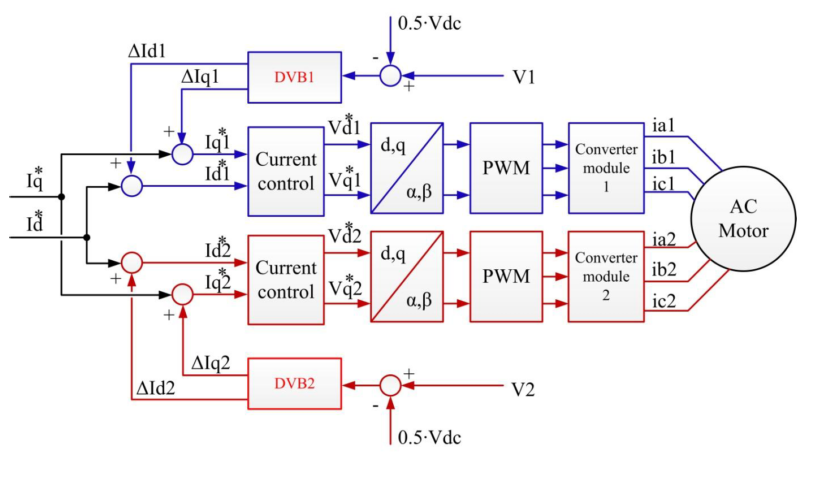 0.5·Vdc
ΔId1
-
DVB1
ΔIq1
+
V1
+
Iq1*
Vd1*
ia1
Current control
d,q
α,β
PWM
Converter module 1
ib1
+
Id1*
Vq1*
ic1
Iq*
AC Motor
Id*
Id2*
Vd2*
ia2
+
Current control
d,q
α,β
PWM
Converter module 2
ib2
Iq2*
Vq2*
ic2
+
ΔIq2
DVB2
+
V2
ΔId2
-
0.5·Vdc